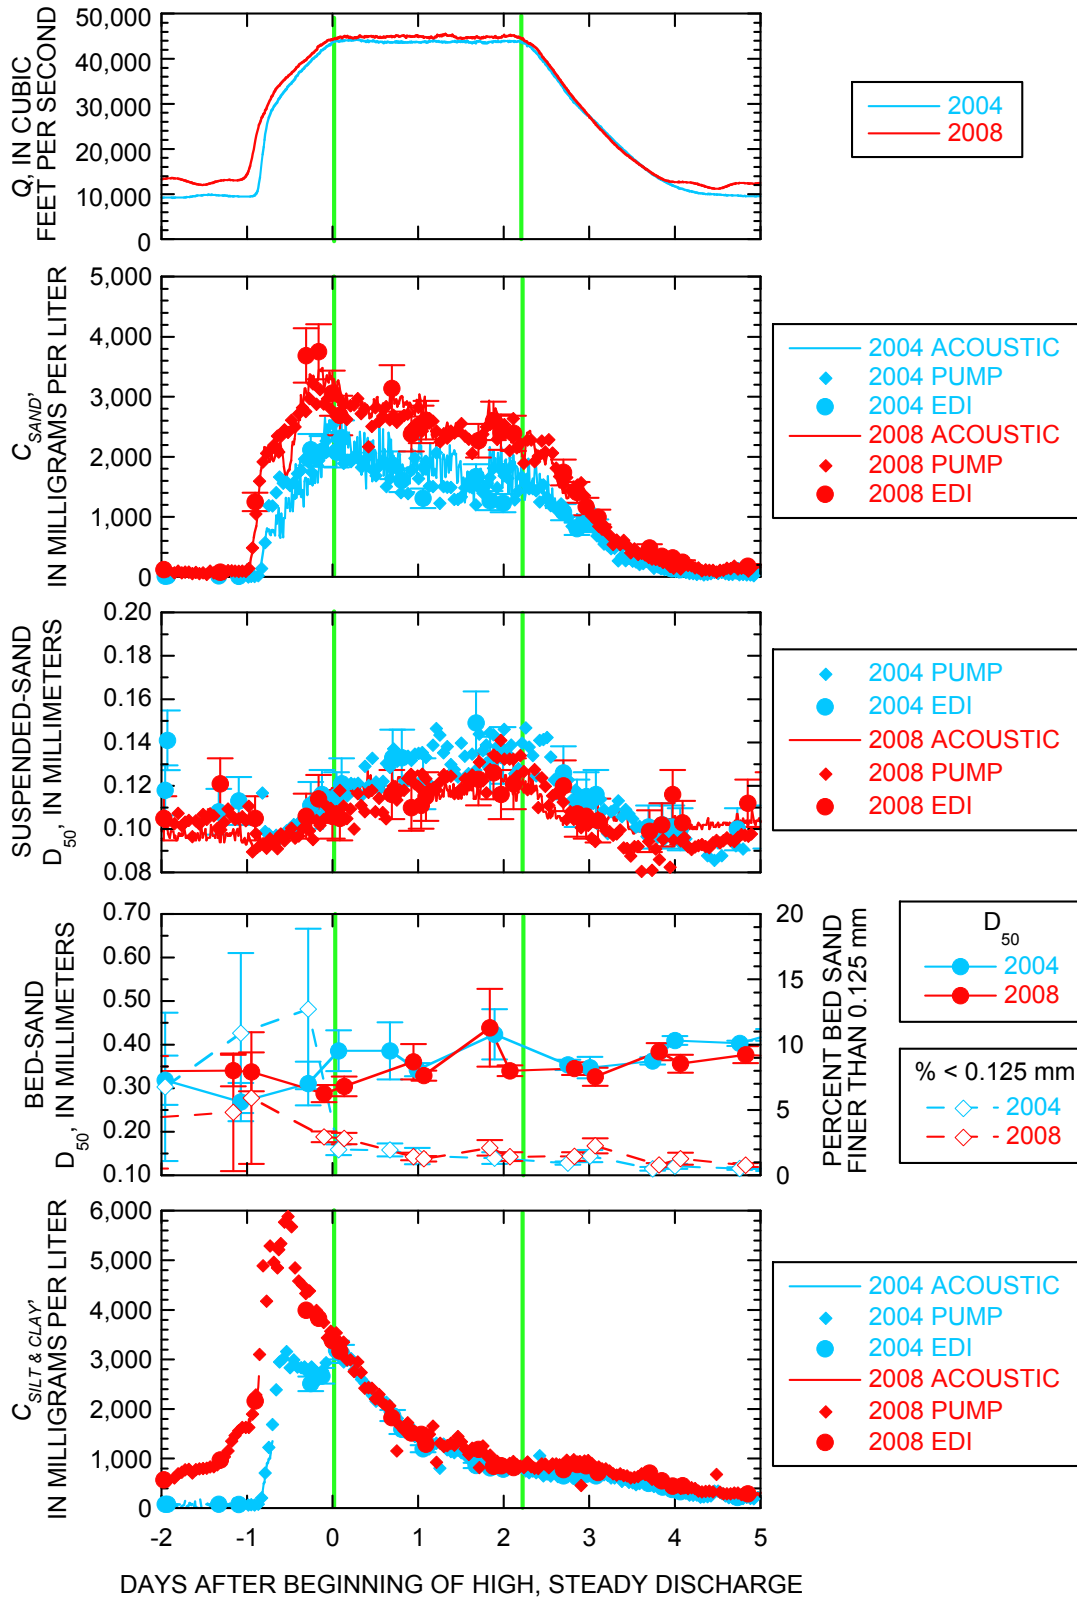 Q, IN CUBIC
FEET PER SECOND
50,000
40,000
30,000
20,000
10,000
0
2004
2008
C SAND,
IN MILLIGRAMS PER LITER
5,000
4,000
3,000
2,000
1,000
0
2004 ACOUSTIC
2004 PUMP
2004 EDI
2008 ACOUSTIC
2008 PUMP
2008 EDI
SUSPENDED-SAND
D50, IN MILLIMETERS
0.20
0.18
0.16
0.14
0.12
0.10
0.08
2004 PUMP
2004 EDI
2008 ACOUSTIC
2008 PUMP
2008 EDI
BED-SAND
D50, IN MILLIMETERS
0.70
0.60
0.50
0.40
0.30
0.20
0.10
20
15
10
5
0
PERCENT BED SAND
FINER THAN 0.125 mm
D50
2004
2008
% < 0.125 mm
2004
2008
C SILT & CLAY,
IN MILLIGRAMS PER LITER
6,000
5,000
4,000
3,000
2,000
1,000
0
2004 ACOUSTIC
2004 PUMP
2004 EDI
2008 ACOUSTIC
2008 PUMP
2008 EDI
-2 -1 0 1 2 3 4 5
DAYS AFTER BEGINNING OF HIGH, STEADY DISCHARGE